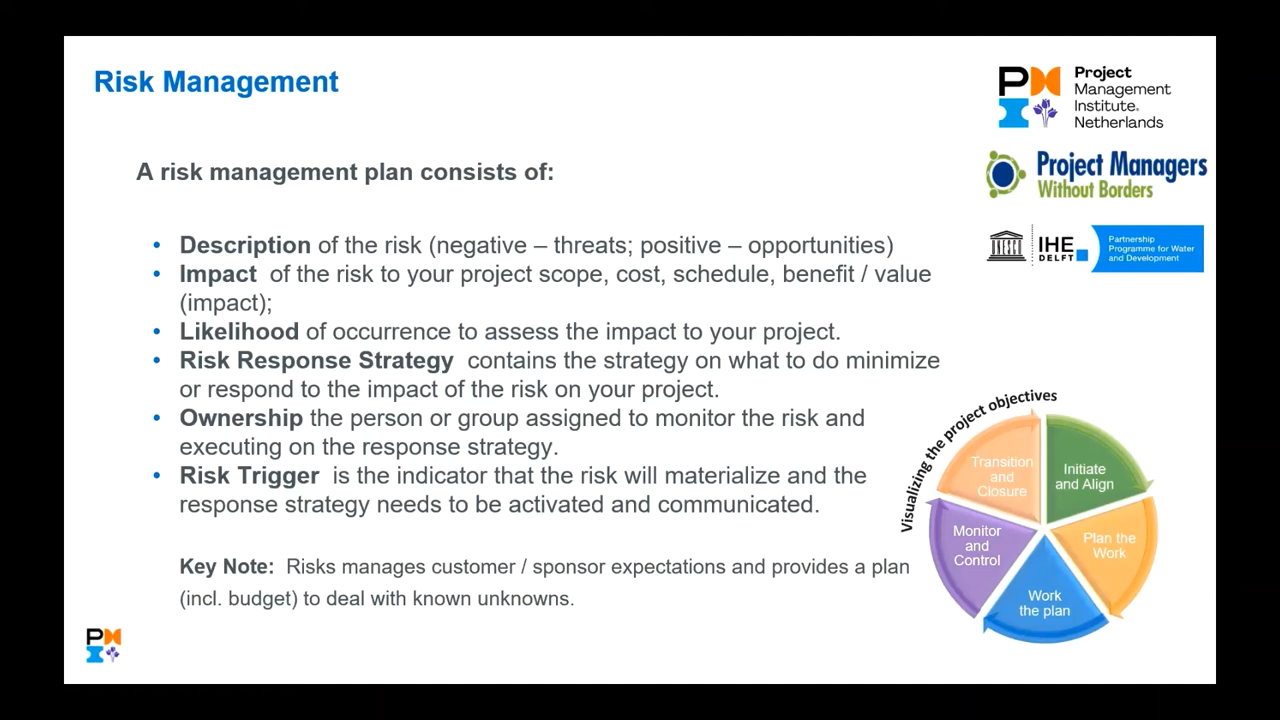 Risk Management
Project
Management
Institute.
Netherlands
Project Managers
Without Borders
IHE
DELFT
Partnership
Programme for Water
and Development
A risk management plan consists of:
• Description of the risk (negative – threats; positive – opportunities)
• Impact of the risk to your project scope, cost, schedule, benefit / value
(impact);
• Likelihood of occurrence to assess the impact to your project.
• Risk Response Strategy contains the strategy on what to do minimize
or respond to the impact of the risk on your project.
• Ownership the person or group assigned to monitor the risk and
executing on the response strategy.
• Risk Trigger is the indicator that the risk will materialize and the
response strategy needs to be activated and communicated.
Key Note: Risks manages customer / sponsor expectations and provides a plan
(incl. budget) to deal with known unknowns.
Visualizing the project objectives
Initiate
and Align
Plan the
Work
Work
the plan
Monitor
and
Control
Transition
and
Closure